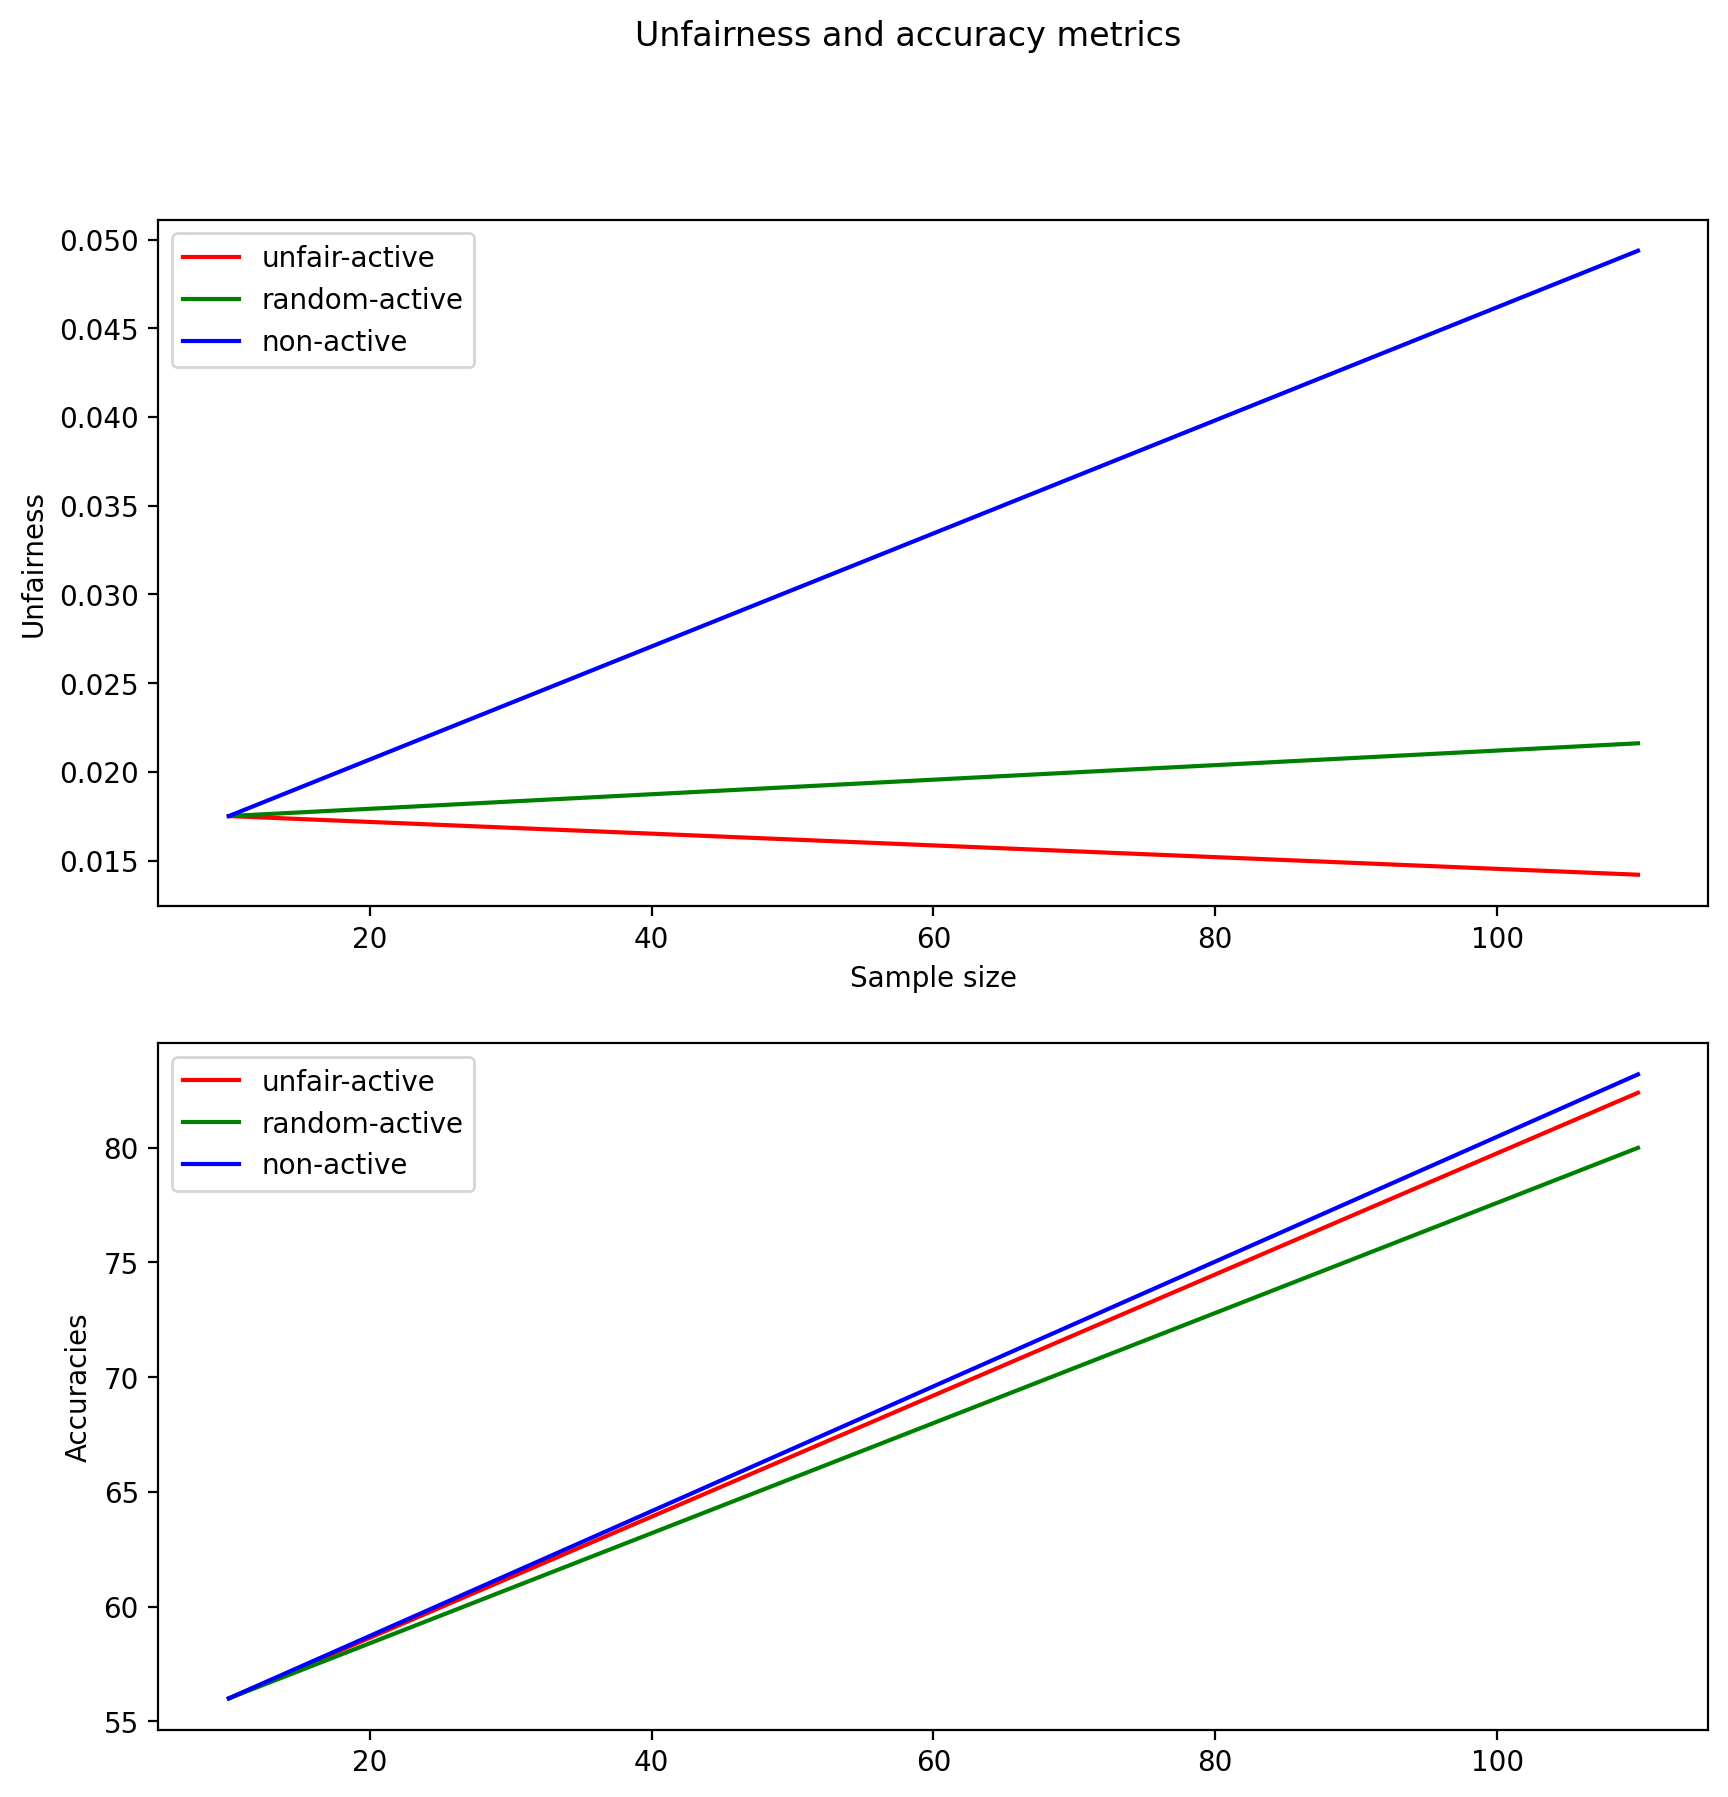 Unfairness and accuracy metrics
0.050
0.045
0.040
0.035
0.030
0.025
0.020
0.015
Unfairness
unfair-active
random-active
non-active
20 40 60 80 100
Sample size
80
75
70
65
60
55
Accuracies
unfair-active
random-active
non-active
20 40 60 80 100